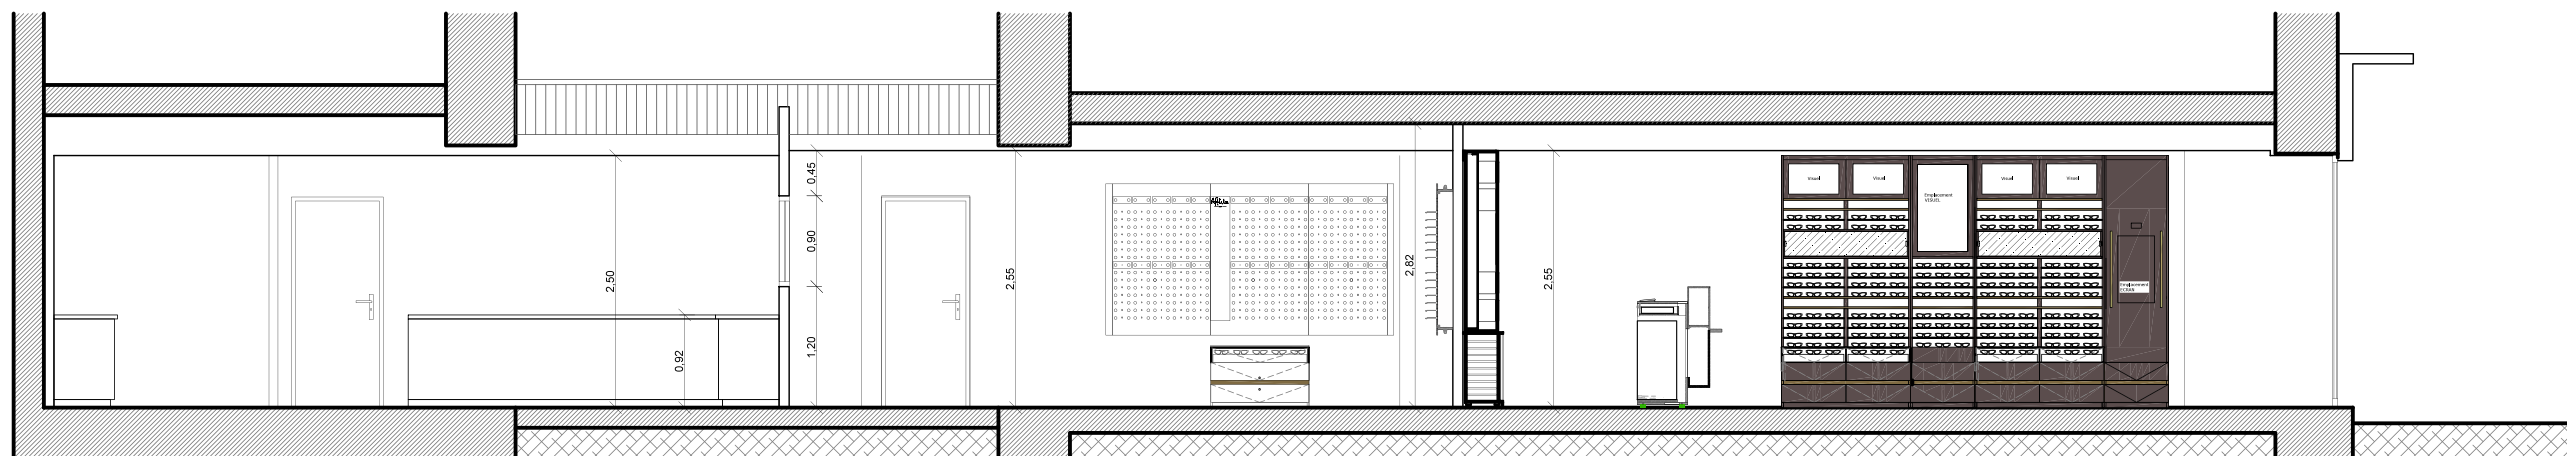 2,50
0,92
0,45
0,90
1,20
2,55
2,82
2,55
Visuel
Visuel
Emplacement
VISUEL
Visuel
Visuel
Emplacement
ECRAN